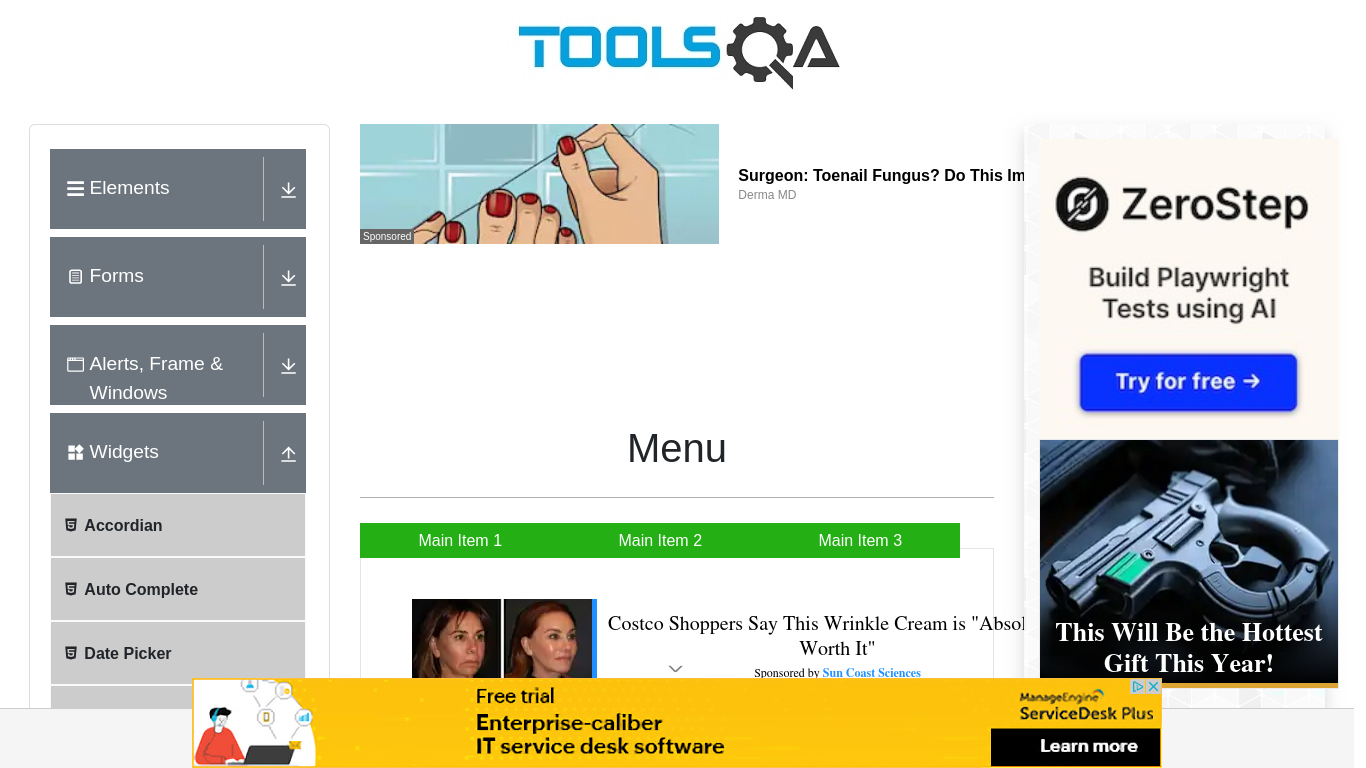 TOOLSQA
Elements
Forms
Alerts, Frame &
Windows
Widgets
Accordian
Auto Complete
Date Picker
Sponsored
Surgeon: Toenail Fungus? Do This Im
Derma MD
Menu
Main Item 1
Main Item 2
Main Item 3
Costco Shoppers Say This Wrinkle Cream is "Absol
Worth It"
Sponsored by Sun Coast Sciences
ZeroStep
Build Playwright
Tests using AI
Try for free →
This Will Be the Hottest
Gift This Year!
Free trial
Enterprise-caliber
IT service desk software
ManageEngine
ServiceDesk Plus
Learn more